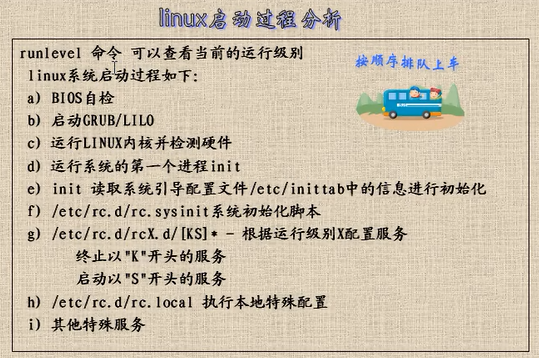 linux启动过程分析
runlevel 命令 可以查看当前的运行级别
按顺序排队上车
linux系统启动过程如下:
a) BIOS自检
b) 启动GRUB/LILO
c) 运行LINUX内核并检测硬件
d) 运行系统的第一个进程init
e) init 读取系统引导配置文件/etc/inittab中的信息进行初始化
f) /etc/rc.d/rc.sysinit系统初始化脚本
g) /etc/rc.d/rcX.d/[KS]* - 根据运行级别X配置服务
终止以"K"开头的服务
启动以"S"开头的服务
h) /etc/rc.d/rc.local 执行本地特殊配置
i) 其他特殊服务